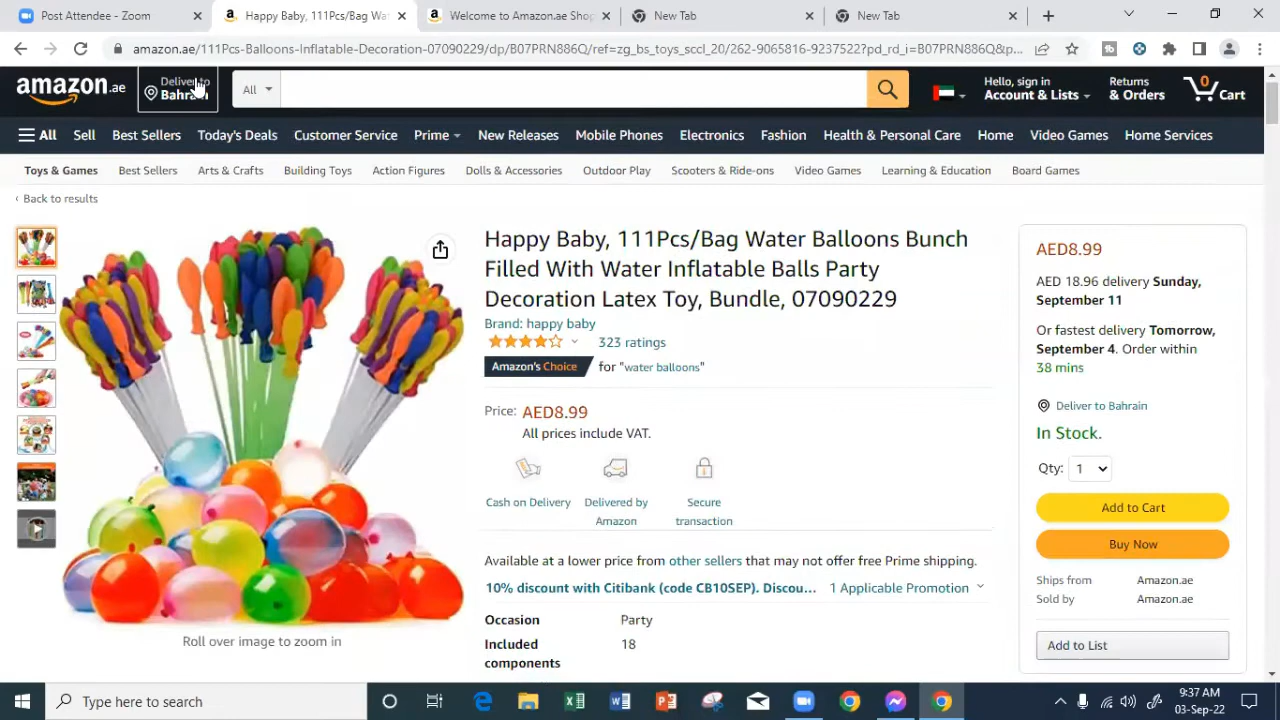 Post Attendee - Zoom
Happy Baby, 111Pcs/Bag Wa
Welcome to Amazon.ae Shop
New Tab
New Tab
amazon.ae/111Pcs-Balloons-Inflatable-Decoration-07090229/dp/B07PRN886Q/ref=zg_bs_toys_sccl_20/262-9065816-9237522?pd_rd_i=B07PRN886Q&p...
amazon.ae
Deliver to
Bahrain
All
Hello, sign in
Account & Lists
Returns
& Orders
0
Cart
All
Sell
Best Sellers
Today's Deals
Customer Service
Prime
New Releases
Mobile Phones
Electronics
Fashion
Health & Personal Care
Home
Video Games
Home Services
Toys & Games
Best Sellers
Arts & Crafts
Building Toys
Action Figures
Dolls & Accessories
Outdoor Play
Scooters & Ride-ons
Video Games
Learning & Education
Board Games
‹ Back to results
Happy Baby, 111Pcs/Bag Water Balloons Bunch
Filled With Water Inflatable Balls Party
Decoration Latex Toy, Bundle, 07090229
Brand: happy baby
323 ratings
Amazon's Choice for "water balloons"
Price: AED8.99
All prices include VAT.
Cash on Delivery
Delivered by
Amazon
Secure
transaction
Available at a lower price from other sellers that may not offer free Prime shipping.
10% discount with Citibank (code CB10SEP). Discou...
1 Applicable Promotion
Occasion Party
Included
components
18
Roll over image to zoom in
AED8.99
AED 18.96 delivery Sunday,
September 11
Or fastest delivery Tomorrow,
September 4. Order within
38 mins
Deliver to Bahrain
In Stock.
Qty: 1
Add to Cart
Buy Now
Ships from Amazon.ae
Sold by Amazon.ae
Add to List
Type here to search
9:37 AM
03-Sep-22